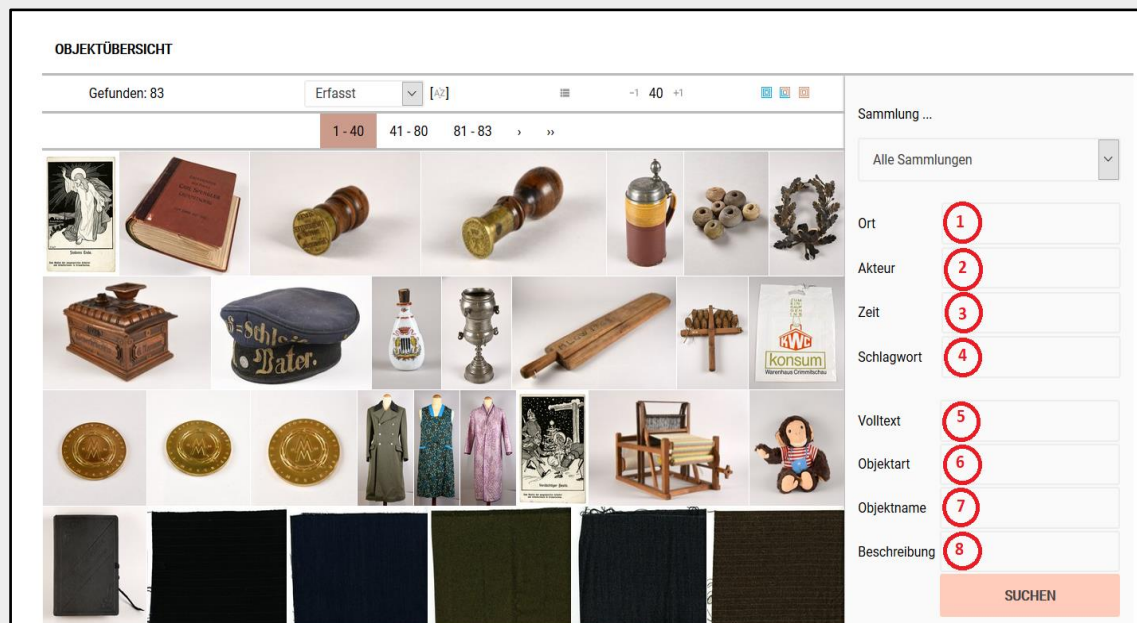 OBJEKTÜBERSICHT
Gefunden: 83
Erfasst
[AZ]
-1 40 +1
1 - 40
41 - 80
81 - 83
›
››
Sammlung ...
Alle Sammlungen
Ort 1
Akteur 2
Zeit 3
Schlagwort 4
Volltext 5
Objektart 6
Objektname 7
Beschreibung 8
SUCHEN
Vater.
KWC
konsum
Warenhaus Crimmitschau
M
M
M